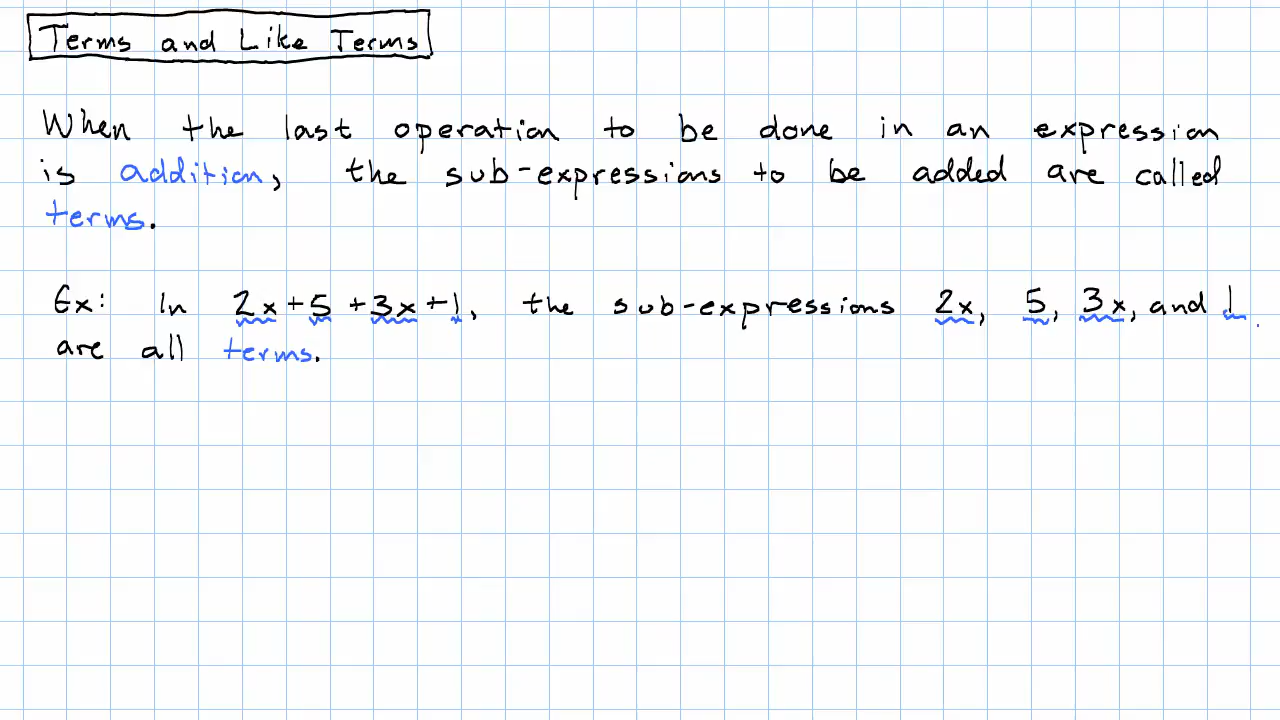 Terms and Like Terms
When the last operation to be done in an expression
is addition, the sub-expressions to be added are called
terms.
Ex: In 2x+5+3x+1, the sub-expressions 2x, 5, 3x, and 1
are all terms.